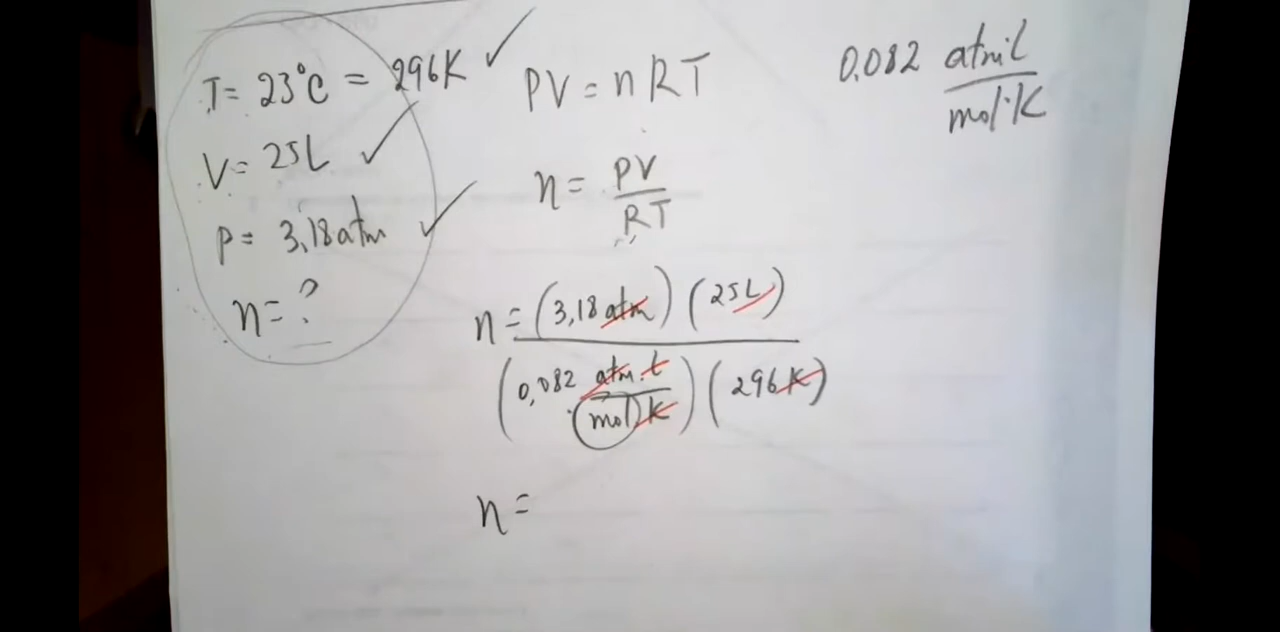 T= 23°C = 296K ✓
V= 25L ✓
P= 3,18 atm ✓
n= ?
PV = nRT
n= PV
RT
0.082 atm·L
mol·K
n = (3,18 atm) (25L)
(0,082 atm·L
mol·K) (296K)
n =